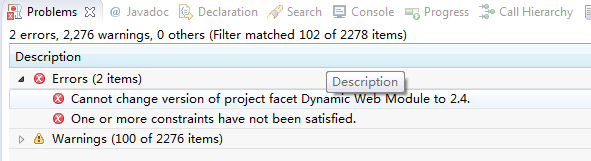 Problems @ Javadoc Declaration Search Console Progress Call Hierarchy
2 errors, 2,276 warnings, 0 others (Filter matched 102 of 2278 items)
Description
Errors (2 items)
Description
Cannot change version of project facet Dynamic Web Module to 2.4.
One or more constraints have not been satisfied.
Warnings (100 of 2276 items)